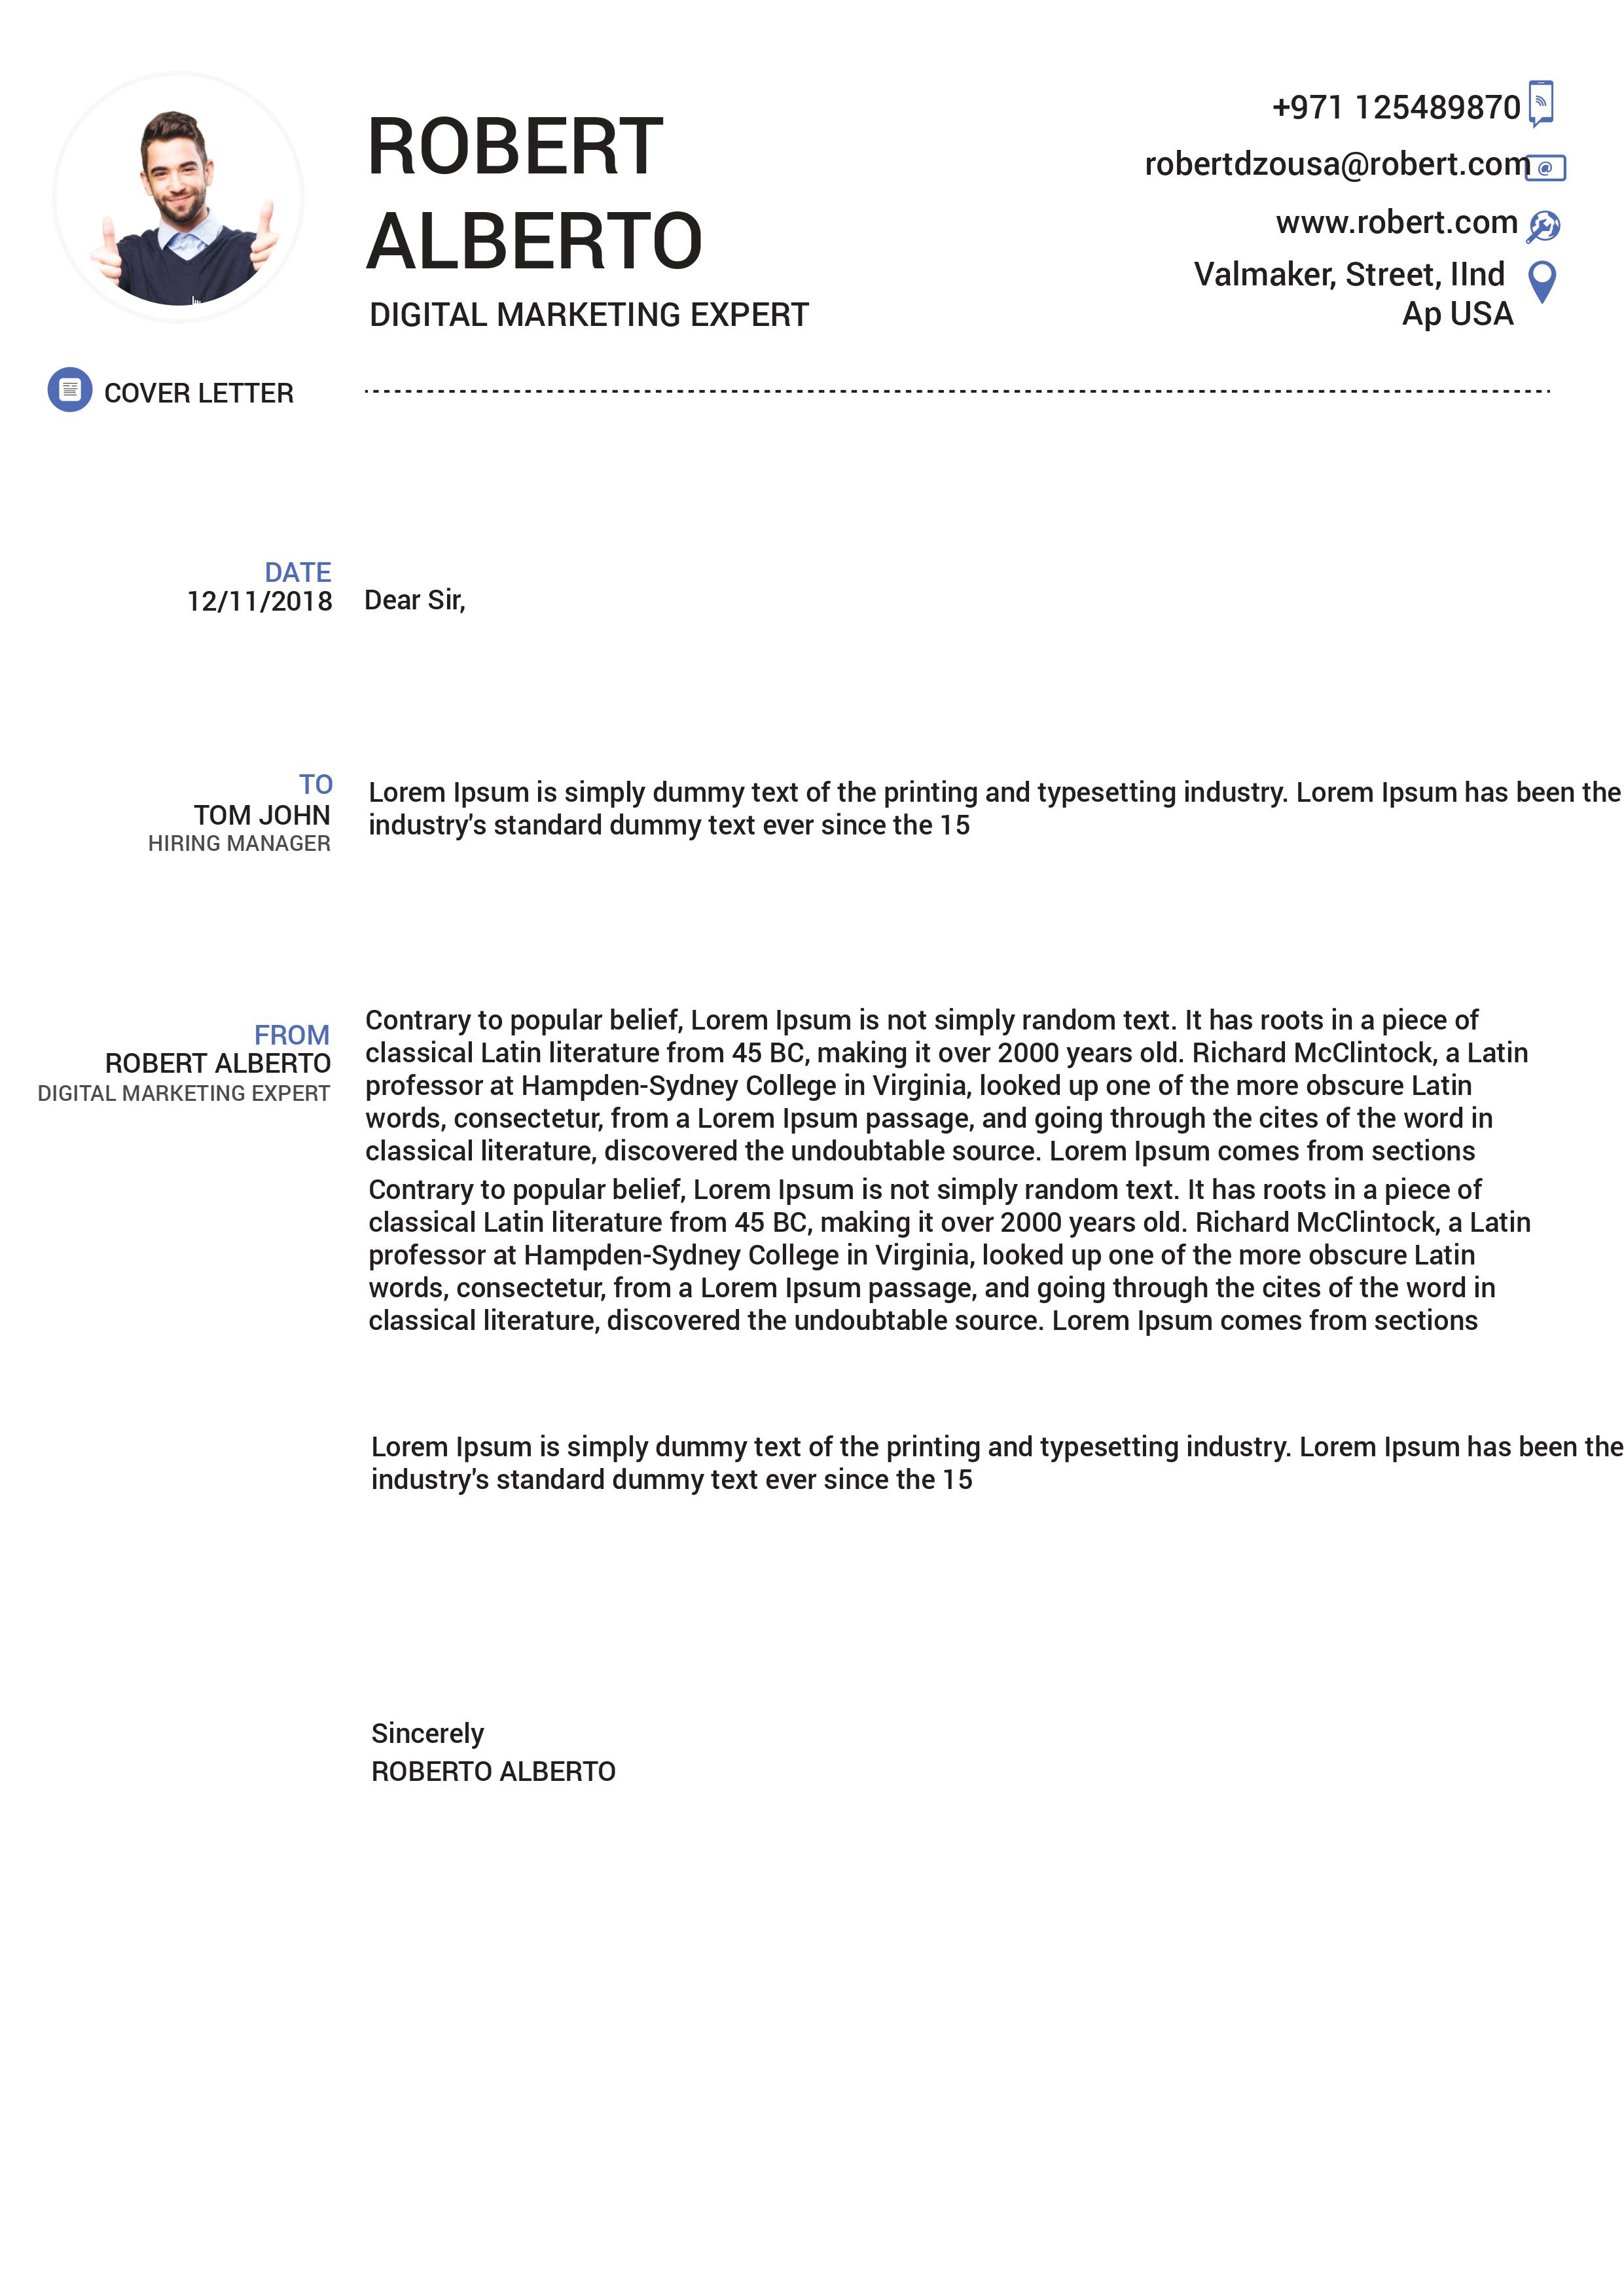 ROBERT
ALBERTO
DIGITAL MARKETING EXPERT
+971 125489870
robertdzousa@robert.com
@
www.robert.com
Valmaker, Street, IInd
Ap USA
COVER LETTER
DATE
12/11/2018
Dear Sir,
TO
TOM JOHN
HIRING MANAGER
Lorem Ipsum is simply dummy text of the printing and typesetting industry. Lorem Ipsum has been the
industry's standard dummy text ever since the 15
FROM
ROBERT ALBERTO
DIGITAL MARKETING EXPERT
Contrary to popular belief, Lorem Ipsum is not simply random text. It has roots in a piece of
classical Latin literature from 45 BC, making it over 2000 years old. Richard McClintock, a Latin
professor at Hampden-Sydney College in Virginia, looked up one of the more obscure Latin
words, consectetur, from a Lorem Ipsum passage, and going through the cites of the word in
classical literature, discovered the undoubtable source. Lorem Ipsum comes from sections
Contrary to popular belief, Lorem Ipsum is not simply random text. It has roots in a piece of
classical Latin literature from 45 BC, making it over 2000 years old. Richard McClintock, a Latin
professor at Hampden-Sydney College in Virginia, looked up one of the more obscure Latin
words, consectetur, from a Lorem Ipsum passage, and going through the cites of the word in
classical literature, discovered the undoubtable source. Lorem Ipsum comes from sections
Lorem Ipsum is simply dummy text of the printing and typesetting industry. Lorem Ipsum has been the
industry's standard dummy text ever since the 15
Sincerely
ROBERTO ALBERTO